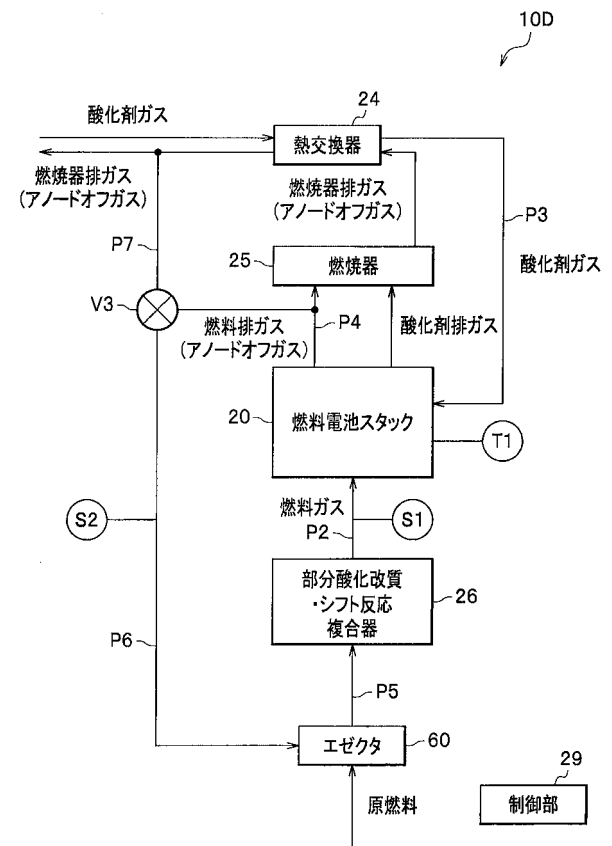 10D
酸化剤ガス
24
熱交換器
燃焼器排ガス
(アノードオフガス)
燃焼器排ガス
(アノードオフガス)
P3
P7
25
燃焼器
酸化剤ガス
V3
燃料排ガス
(アノードオフガス)
P4
酸化剤排ガス
20
燃料電池スタック
T1
燃料ガス
P2
S1
S2
部分酸化改質
・シフト反応
複合器
26
P6
P5
エゼクタ
60
原燃料
29
制御部